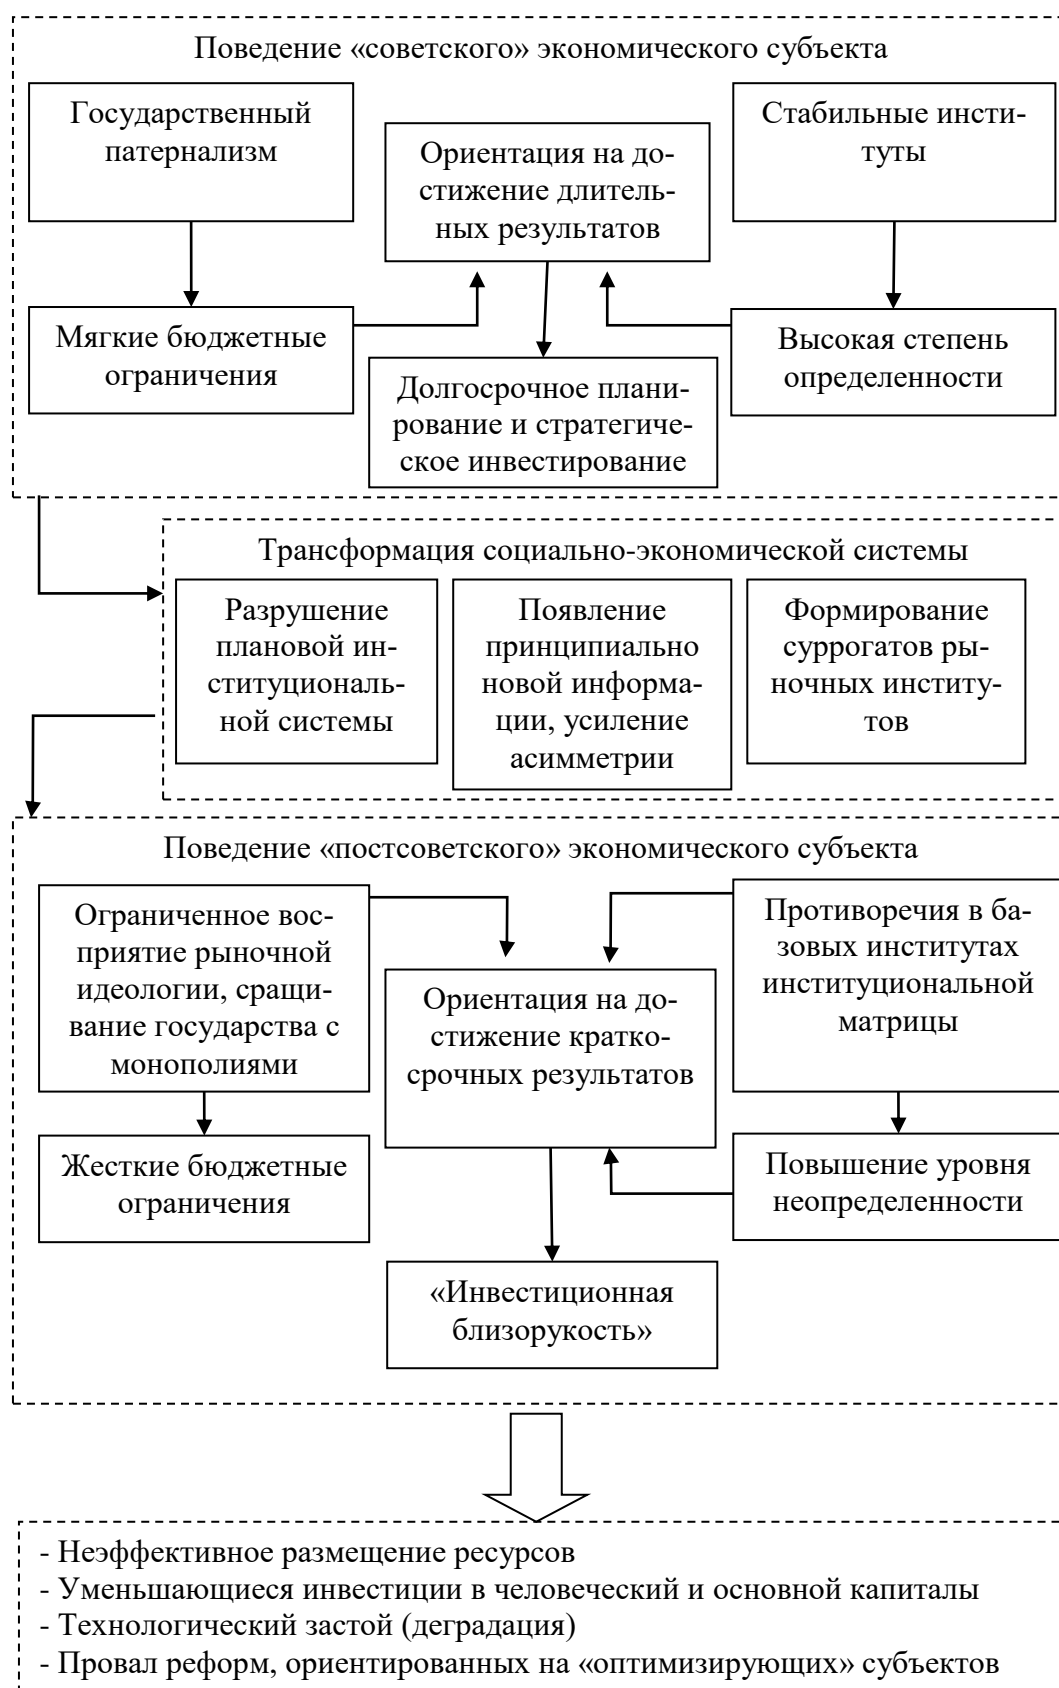 Поведение «советского» экономического субъекта
Государственный
патернализм
Ориентация на до-
стижение длитель-
ных результатов
Стабильные инсти-
туты
Мягкие бюджетные
ограничения
Высокая степень
определенности
Долгосрочное плани-
рование и стратегиче-
ское инвестирование
Трансформация социально-экономической системы
Разрушение
плановой ин-
ституциональ-
ной системы
Появление
принципиально
новой информа-
ции, усиление
асимметрии
Формирование
суррогатов ры-
ночных институ-
тов
Поведение «постсоветского» экономического субъекта
Ограниченное вос-
приятие рыночной
идеологии, сращи-
вание государства с
монополиями
Ориентация на до-
стижение кратко-
срочных результатов
Противоречия в ба-
зовых институтах
институциональной
матрицы
Жесткие бюджетные
ограничения
Повышение уровня
неопределенности
«Инвестиционная
близорукость»
- Неэффективное размещение ресурсов
- Уменьшающиеся инвестиции в человеческий и основной капиталы
- Технологический застой (деградация)
- Провал реформ, ориентированных на «оптимизирующих» субъектов